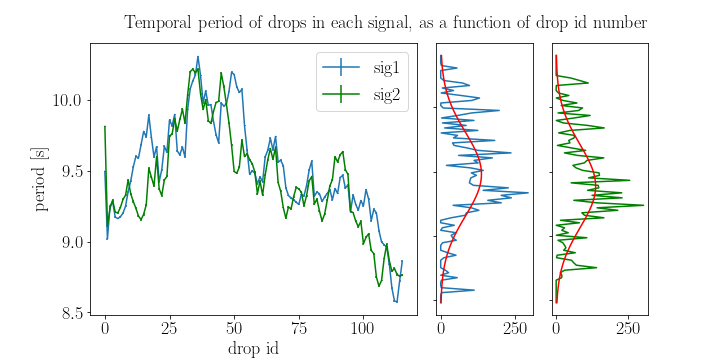 Temporal period of drops in each signal, as a function of drop id number
sig1
sig2
10.0
9.5
9.0
8.5
period [s]
0 25 50 75 100
drop id
0 250
0 250